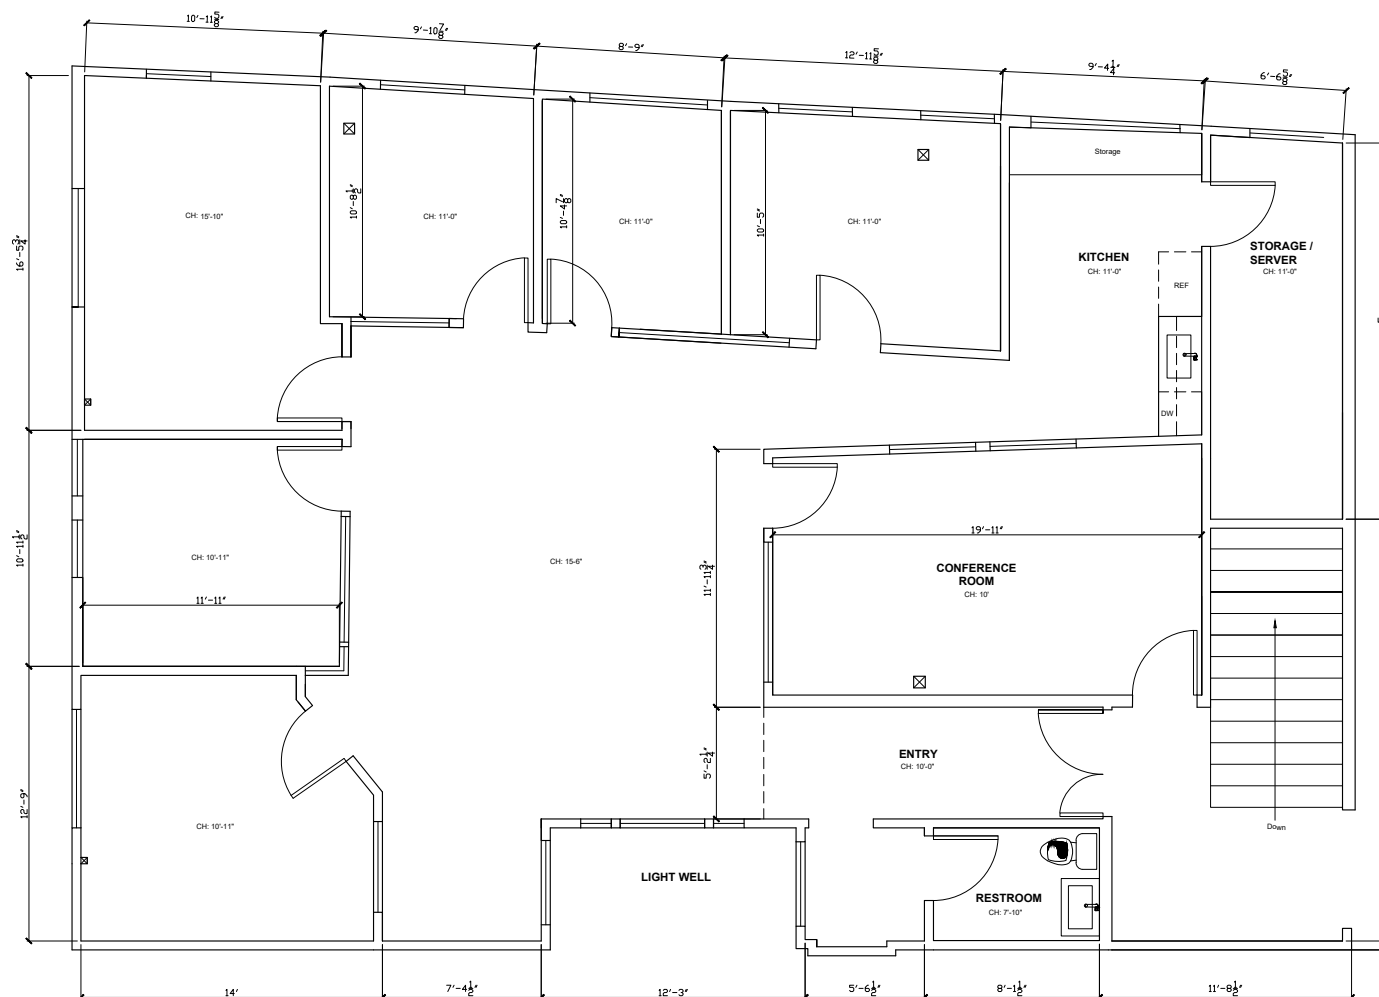 10'-11 5/8"
9'-10 7/8"
8'-9"
12'-11 5/8"
9'-4 1/4"
6'-6 5/8"
Storage
10'-8 1/2"
10'-4 7/8"
10'-5"
CH: 15'-10"
CH: 11'-0"
CH: 11'-0"
CH: 11'-0"
KITCHEN
CH: 11'-0"
STORAGE /
SERVER
CH: 11'-0"
REF
DW
16'-5 3/4"
10'-11 1/2"
CH: 10'-11"
11'-11"
CH: 15-6"
19'-11"
11'-11 3/4"
CONFERENCE
ROOM
CH: 10'
5'-2 1/4"
ENTRY
CH: 10'-0"
12'-9"
CH: 10'-11"
Down
LIGHT WELL
RESTROOM
CH: 7'-10"
14'
7'-4 1/2"
12'-3"
5'-6 1/2"
8'-1 1/2"
11'-8 1/2"